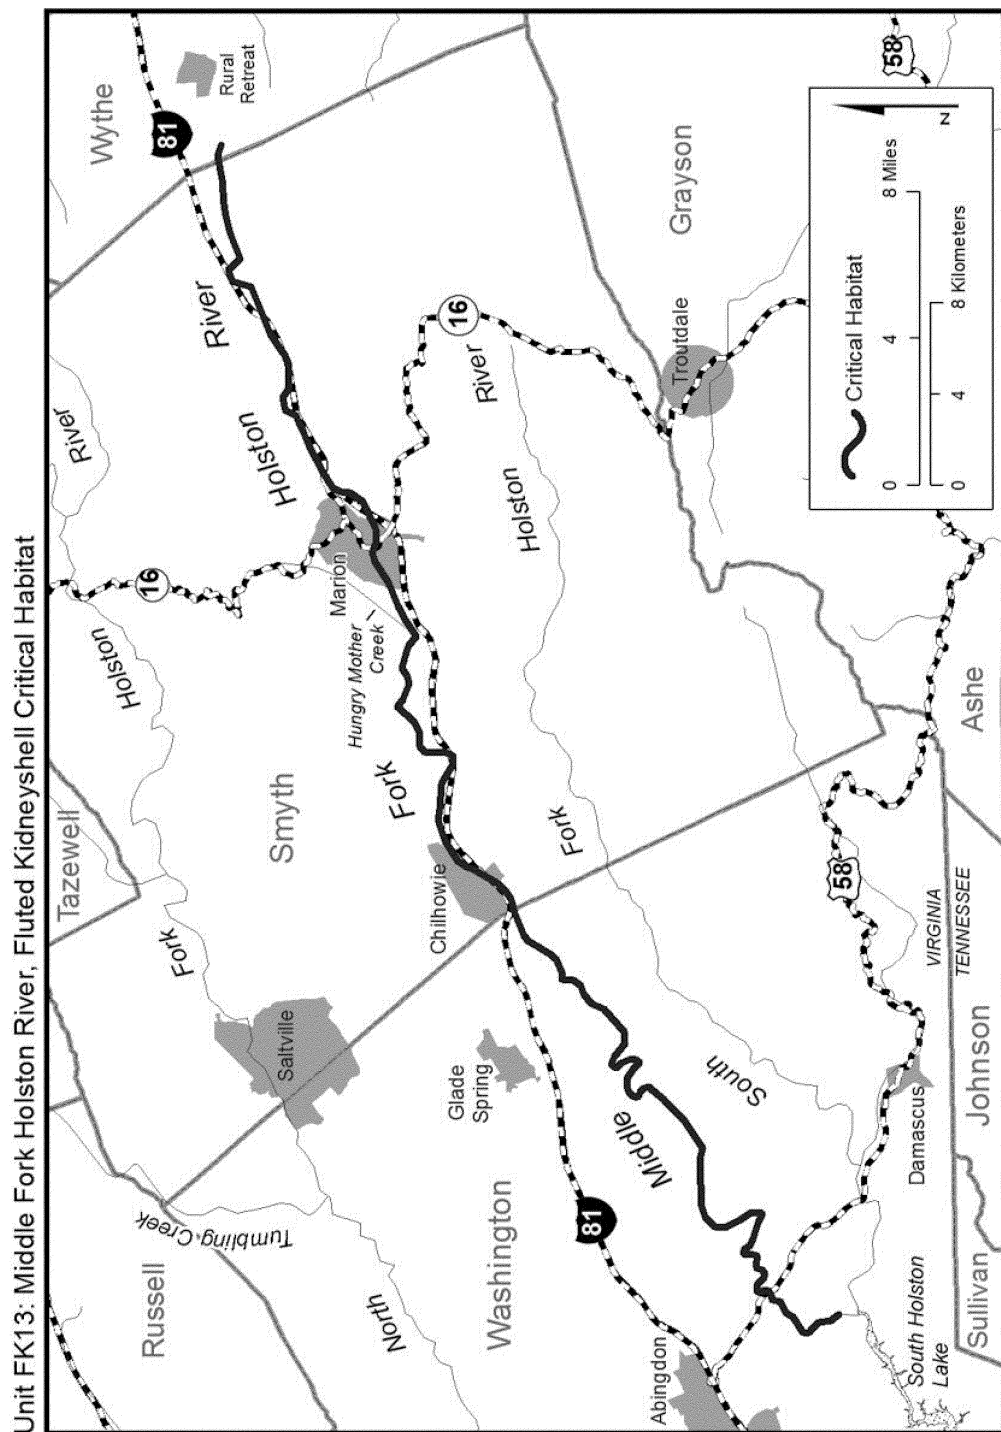 Unit FK13: Middle Fork Holston River, Fluted Kidneyshell Critical Habitat
Russell
Tazewell
Wythe
Rural
Retreat
81
Tumbling Creek
Saltville
North
Fork
Holston
River
16
Smyth
Washington
Glade
Spring
Chilhowie
Hungry Mother
Creek
Marion
Middle
Fork
Holston
River
81
Abingdon
South
Fork
Holston
River
16
Troutdale
Grayson
58
58
Damascus
South Holston
Lake
VIRGINIA
TENNESSEE
Sullivan
Johnson
Ashe
Critical Habitat
0 4 8 Miles
0 4 8 Kilometers
N